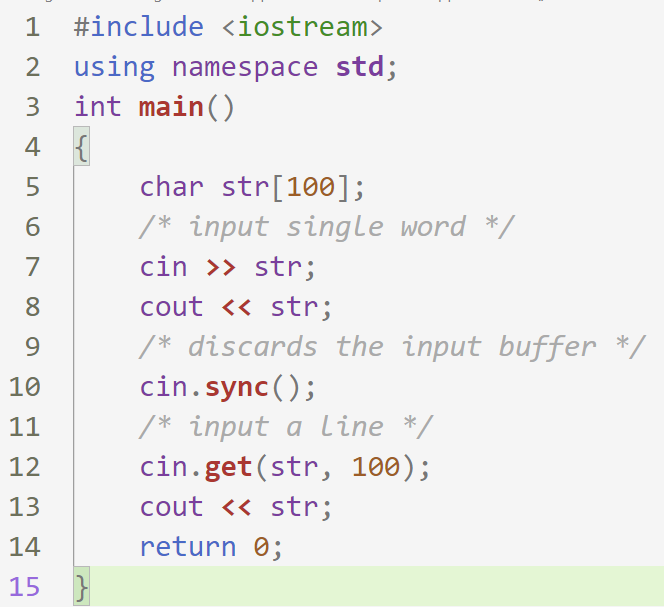 1 #include <iostream>
2 using namespace std;
3 int main()
4 {
5 char str[100];
6 /* input single word */
7 cin >> str;
8 cout << str;
9 /* discards the input buffer */
10 cin.sync();
11 /* input a line */
12 cin.get(str, 100);
13 cout << str;
14 return 0;
15 }